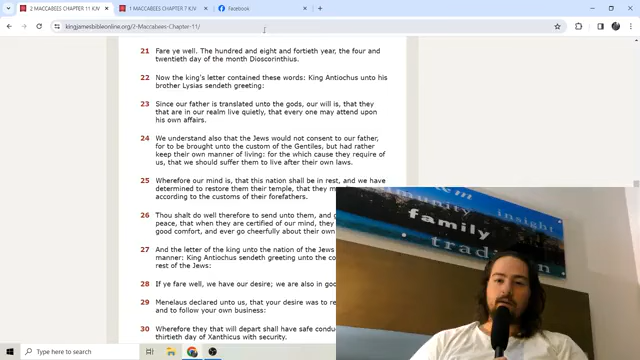 2 MACCABEES CHAPTER 11 KJV
1 MACCABEES CHAPTER 7 KJV
Facebook
kingjamesbibleonline.org/2-Maccabees-Chapter-11/
21 Fare ye well. The hundred and eight and fortieth year, the four and
twentieth day of the month Dioscorinthius.
22 Now the king's letter contained these words: King Antiochus unto his
brother Lysias sendeth greeting:
23 Since our father is translated unto the gods, our will is, that they
that are in our realm live quietly, that every one may attend upon
his own affairs.
24 We understand also that the Jews would not consent to our father,
for to be brought unto the custom of the Gentiles, but had rather
keep their own manner of living: for the which cause they require of
us, that we should suffer them to live after their own laws.
25 Wherefore our mind is, that this nation shall be in rest, and we have
determined to restore them their temple, that they
according to the customs of their forefathers.
26 Thou shalt do well therefore to send unto them, and
peace, that when they are certified of our mind, they
good comfort, and ever go cheerfully about their own
27 And the letter of the king unto the nation of the Jews
manner: King Antiochus sendeth greeting unto the
rest of the Jews:
28 If ye fare well, we have our desire; we are also in
29 Menelaus declared unto us, that your desire was to
and to follow your own business:
30 Wherefore they that will depart shall have safe
thirtieth day of Xanthicus with security.
insight
family
tradition
Type here to search